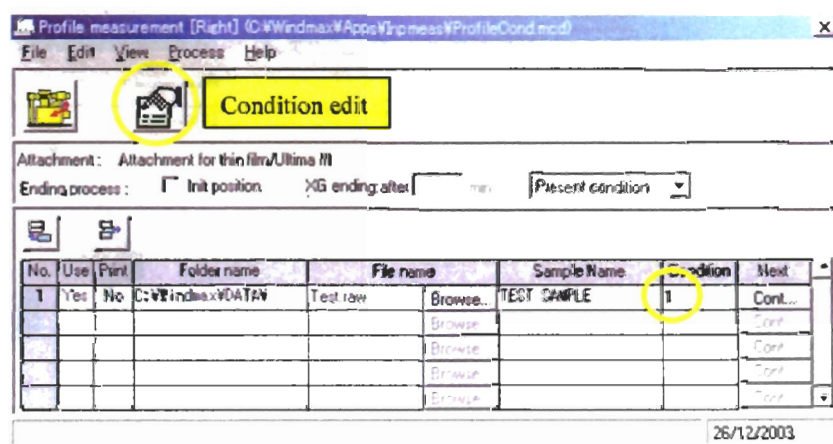 Profile measurement [Right] (C:¥Windmax¥Apps¥Inpmeas¥ProfileCond.mcd) X
File Edit View Process Help
Condition edit
Attachment : Attachment for thin film/Ultima III
Ending process : Init position XG ending after min. Present condition
No. Use Print Folder name File name Sample Name Condition Next
1 Yes No C:¥Windmax¥DATA¥ Test.raw Browse... TEST SAMPLE 1 Cont...
Browse... Cont...
Browse... Cont...
Browse... Cont...
Browse... Cont...
26/12/2003